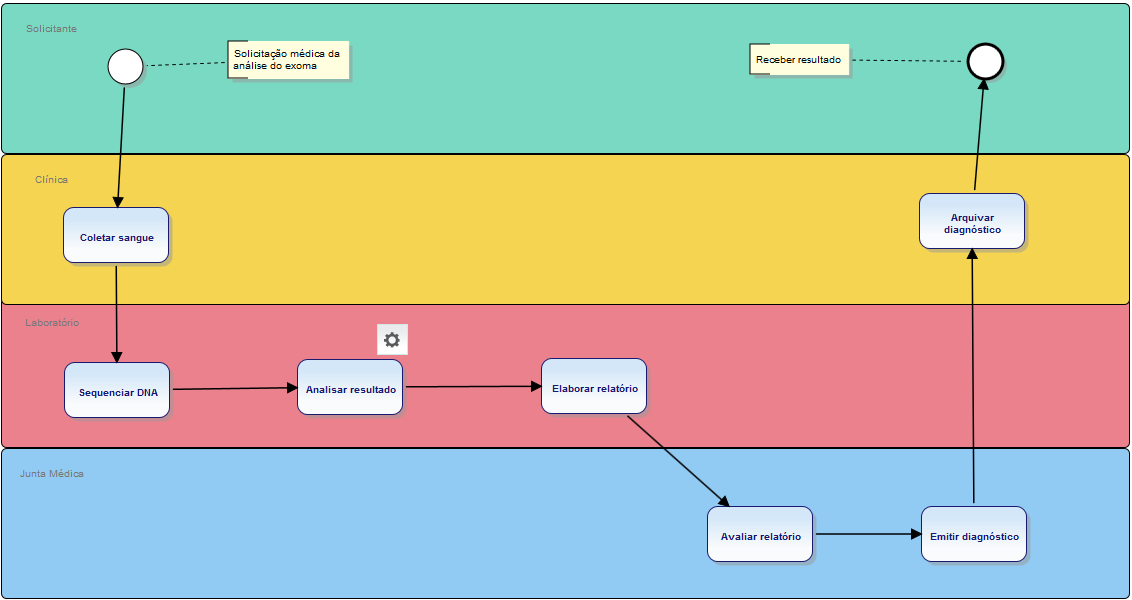 Solicitante
Solicitação médica da
análise do exoma
Receber resultado
Clínica
Coletar sangue
Arquivar
diagnóstico
Laboratório
Sequenciar DNA
Analisar resultado
Elaborar relatório
Junta Médica
Avaliar relatório
Emitir diagnóstico